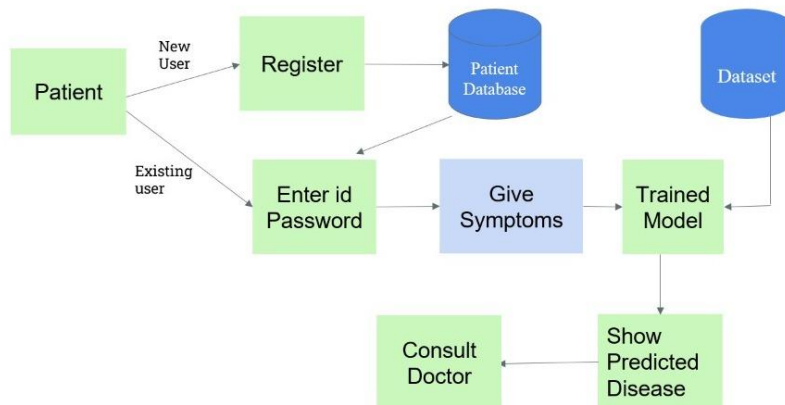 New
User
Register
Patient
Database
Dataset
Patient
Existing
user
Enter id
Password
Give
Symptoms
Trained
Model
Consult
Doctor
Show
Predicted
Disease